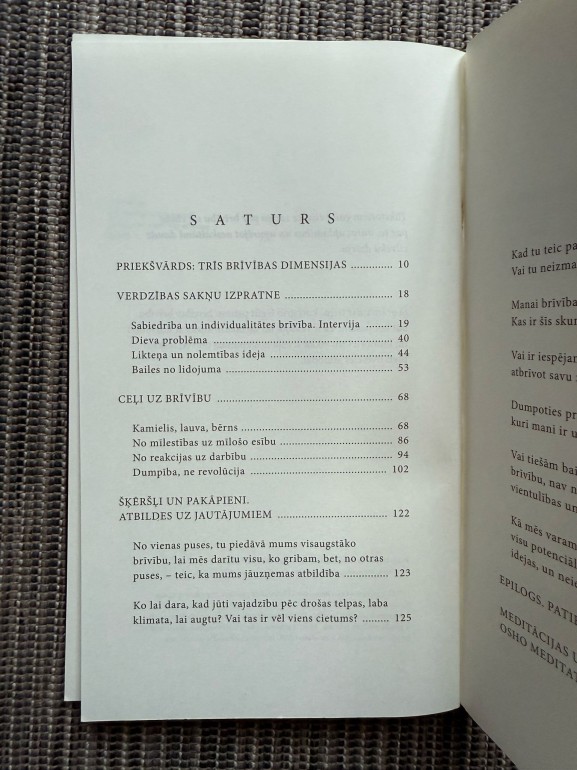 SATURS
PRIEKŠVĀRDS: TRĪS BRĪVĪBAS DIMENSIJAS .............. 10
VERDZĪBAS SAKŅU IZPRATNE ................................ 18
Sabiedrība un individualitātes brīvība. Intervija ........ 19
Dieva problēma ..................................................... 40
Likteņa un nolemtības ideja .................................. 44
Bailes no lidojuma ................................................ 53
CEĻI UZ BRĪVĪBU ................................................ 68
Kamielis, lauva, bērns ........................................... 68
No mīlestības uz mīlošo esību ................................ 86
No reakcijas uz darbību ........................................ 94
Dumpība, ne revolūcija ......................................... 102
ŠĶĒRŠĻI UN PAKĀPIENI.
ATBILDES UZ JAUTĀJUMIEM ............................ 122
No vienas puses, tu piedāvā mums visaugstāko
brīvību, lai mēs darītu visu, ko gribam, bet, no otras
puses, – teic, ka mums jāuzņemas atbildība ............. 123
Ko lai dara, kad jūti vajadzību pēc drošas telpas, laba
klimata, lai augtu? Vai tas ir vēl viens cietums? ......... 125
Kad tu teic
Vai tu neizma
Manai brīvība
Kas ir šīs skum
Vai ir iespējam
atbrīvot savu
Dumpoties pr
kuri mani ir u
Vai tiešām bai
brīvību, nav n
vientulības un
Kā mēs varam
visu potenciāl
idejas, un neie
EPILOGS. PATIE
MEDITĀCIJAS U
OSHO MEDITAT